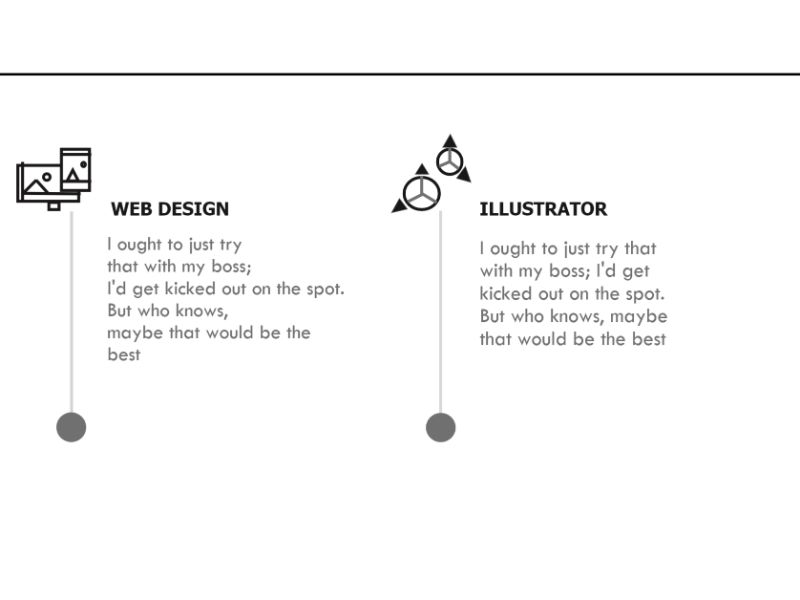 WEB DESIGN
I ought to just try
that with my boss;
I'd get kicked out on the spot.
But who knows,
maybe that would be the
best
ILLUSTRATOR
I ought to just try that
with my boss; I'd get
kicked out on the spot.
But who knows, maybe
that would be the best